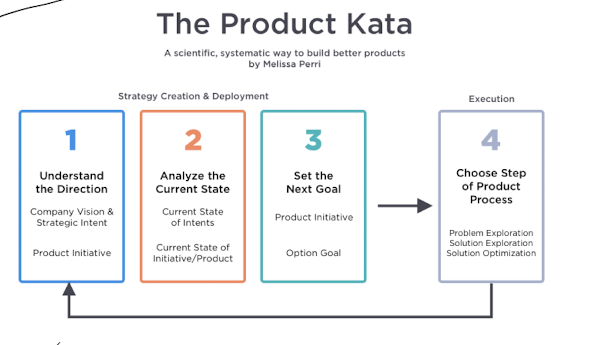 The Product Kata
A scientific, systematic way to build better products
by Melissa Perri
Strategy Creation & Deployment
Execution
1
Understand
the Direction
Company Vision &
Strategic Intent
Product Initiative
2
Analyze the
Current State
Current State
of Intents
Current State of
Initiative/Product
3
Set the
Next Goal
Product Initiative
Option Goal
4
Choose Step
of Product
Process
Problem Exploration
Solution Exploration
Solution Optimization